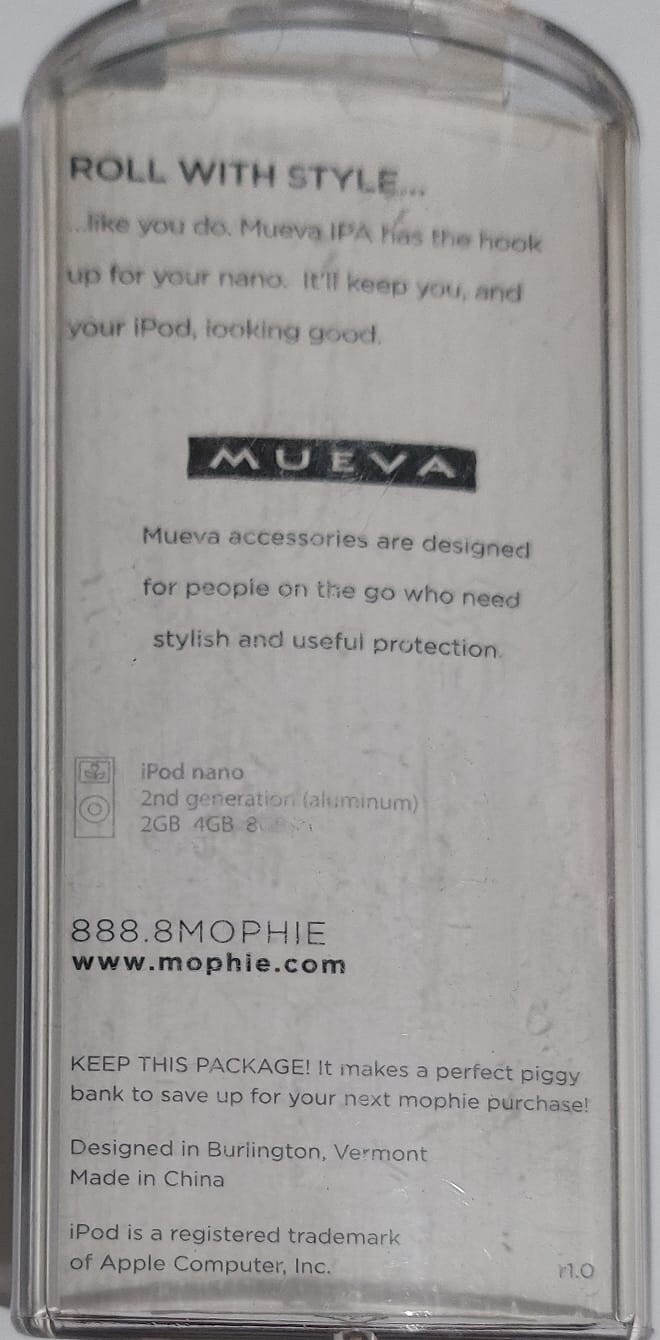 ROLL WITH STYLE...
...like you do. Mueva IPA has the hook
up for your nano. It'll keep you, and
your iPod, looking good.
MUEVA
Mueva accessories are designed
for people on the go who need
stylish and useful protection.
iPod nano
2nd generation (aluminum)
2GB 4GB
888.8MOPHIE
www.mophie.com
KEEP THIS PACKAGE! It makes a perfect piggy
bank to save up for your next mophie purchase!
Designed in Burlington, Vermont
Made in China
iPod is a registered trademark
of Apple Computer, Inc.
r1.0